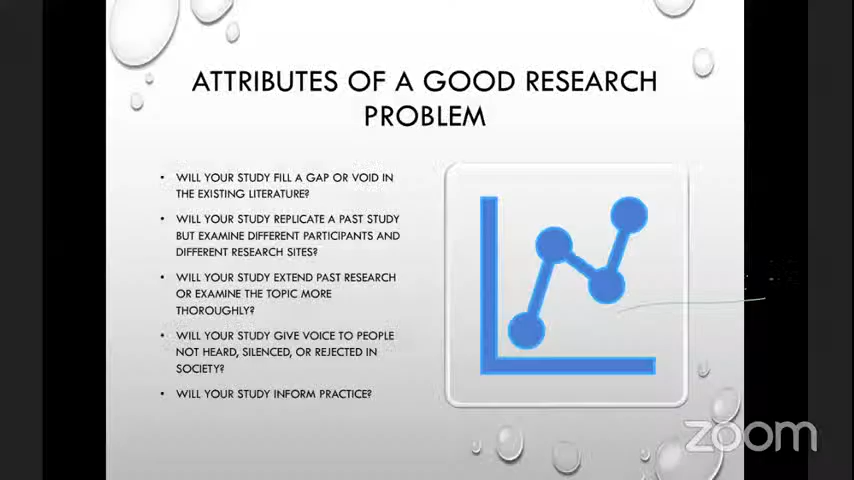 ATTRIBUTES OF A GOOD RESEARCH
PROBLEM
• WILL YOUR STUDY FILL A GAP OR VOID IN
THE EXISTING LITERATURE?
• WILL YOUR STUDY REPLICATE A PAST STUDY
BUT EXAMINE DIFFERENT PARTICIPANTS AND
DIFFERENT RESEARCH SITES?
• WILL YOUR STUDY EXTEND PAST RESEARCH
OR EXAMINE THE TOPIC MORE
THOROUGHLY?
• WILL YOUR STUDY GIVE VOICE TO PEOPLE
NOT HEARD, SILENCED, OR REJECTED IN
SOCIETY?
• WILL YOUR STUDY INFORM PRACTICE?
zoom